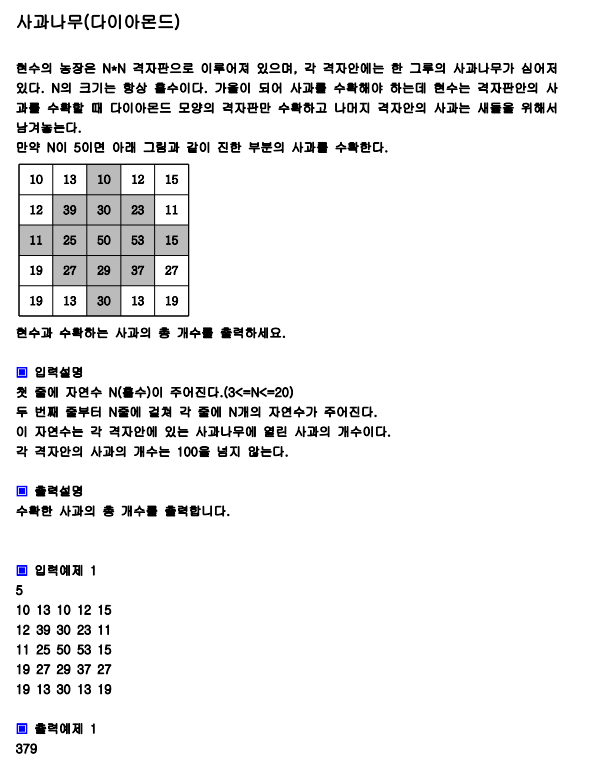 사과나무(다이아몬드)
현수의 농장은 N*N 격자판으로 이루어져 있으며, 각 격자안에는 한 그루의 사과나무가 심어저
있다. N의 크기는 항상 홀수이다. 가을이 되어 사과를 수확해야 하는데 현수는 격자판안의 사
과를 수확할 때 다이아몬드 모양의 격자판만 수확하고 나머지 격자안의 사과는 새들을 위해서
남겨놓는다.
만약 N이 5이면 아래 그림과 같이 진한 부분의 사과를 수확한다.
10 13 10 12 15
12 39 30 23 11
11 25 50 53 15
19 27 29 37 27
19 13 30 13 19
현수과 수확하는 사과의 총 개수를 출력하세요.
▣ 입력설명
첫 줄에 자연수 N(홀수)이 주어진다.(3<=N<=20)
두 번째 줄부터 N줄에 걸쳐 각 줄에 N개의 자연수가 주어진다.
이 자연수는 각 격자안에 있는 사과나무에 열린 사과의 개수이다.
각 격자안의 사과의 개수는 100을 넘지 않는다.
▣ 출력설명
수확한 사과의 총 개수를 출력합니다.
▣ 입력예제 1
5
10 13 10 12 15
12 39 30 23 11
11 25 50 53 15
19 27 29 37 27
19 13 30 13 19
▣ 출력예제 1
379